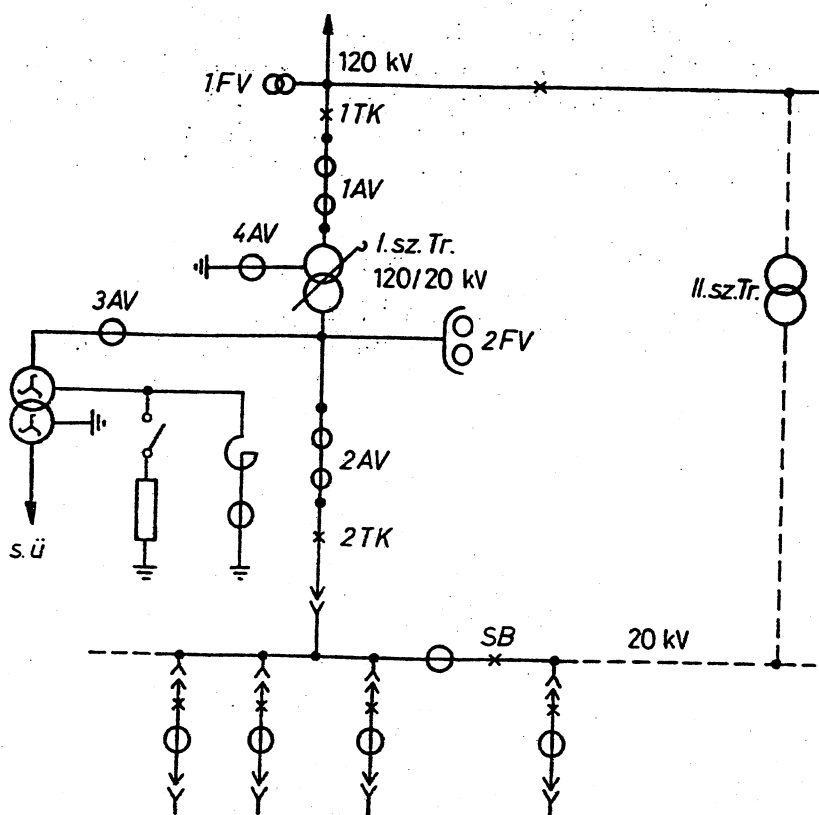 120 kV
1FV
1TK
1AV
4AV
I.sz.Tr.
120/20 kV
II.sz.Tr.
3AV
2FV
2AV
2TK
s.ü
SB
20 kV